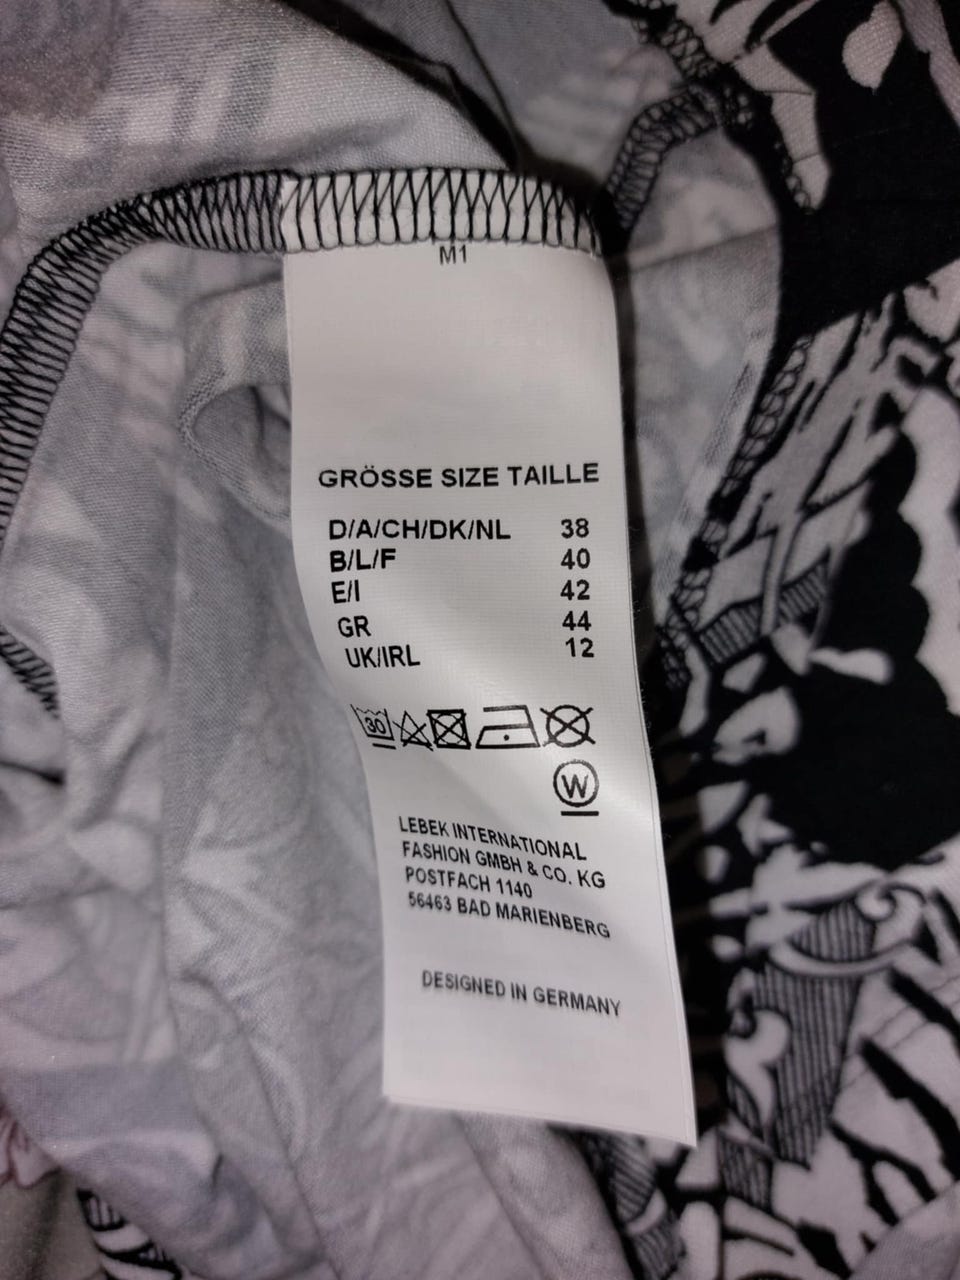 M1
GRÖSSE SIZE TAILLE
D/A/CH/DK/NL 38
B/L/F 40
E/I 42
GR 44
UK/IRL 12
30
W
LEBEK INTERNATIONAL
FASHION GMBH & CO. KG
POSTFACH 1140
56463 BAD MARIENBERG
DESIGNED IN GERMANY